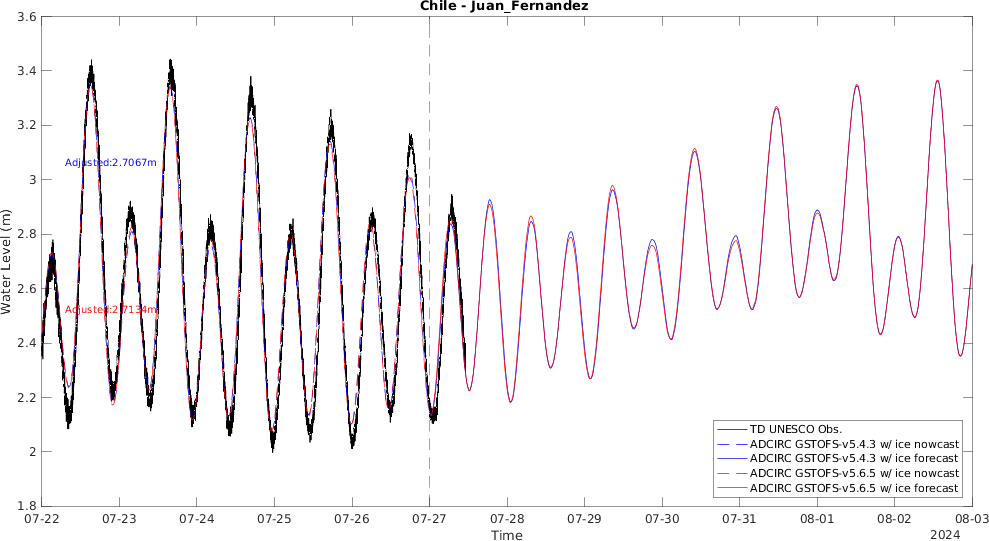 Chile - Juan_Fernandez
3.6
3.4
3.2
3
2.8
2.6
2.4
2.2
2
1.8
Water Level (m)
Adjusted:2.7067m
Adjusted:2.7134m
TD UNESCO Obs.
ADCIRC GSTOFS-v5.4.3 w/ ice nowcast
ADCIRC GSTOFS-v5.4.3 w/ ice forecast
ADCIRC GSTOFS-v5.6.5 w/ ice nowcast
ADCIRC GSTOFS-v5.6.5 w/ ice forecast
07-22 07-23 07-24 07-25 07-26 07-27 07-28 07-29 07-30 07-31 08-01 08-02 08-03
Time
2024